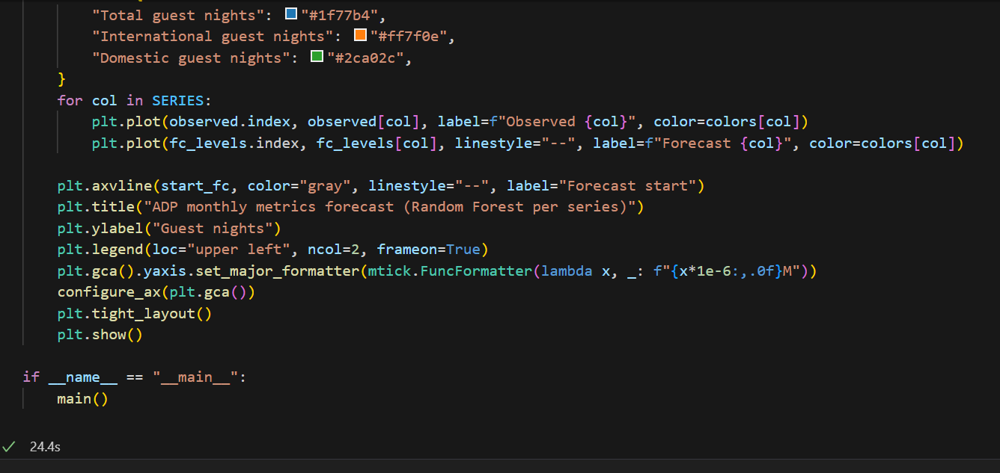 "Total guest nights": "#1f77b4",
"International guest nights": "#ff7f0e",
"Domestic guest nights": "#2ca02c",
}
for col in SERIES:
plt.plot(observed.index, observed[col], label=f"Observed {col}", color=colors[col])
plt.plot(fc_levels.index, fc_levels[col], linestyle="--", label=f"Forecast {col}", color=colors[col])
plt.axvline(start_fc, color="gray", linestyle="--", label="Forecast start")
plt.title("ADP monthly metrics forecast (Random Forest per series)")
plt.ylabel("Guest nights")
plt.legend(loc="upper left", ncol=2, frameon=True)
plt.gca().yaxis.set_major_formatter(mtick.FuncFormatter(lambda x, _: f"{x*1e-6:,.0f}M"))
configure_ax(plt.gca())
plt.tight_layout()
plt.show()
if __name__ == "__main__":
main()
24.4s